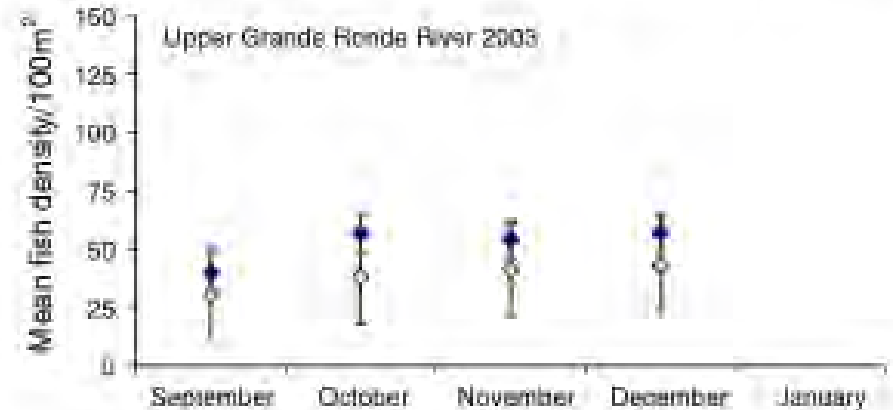 Upper Grande Ronde River 2003
Mean fish density/100m²
150
125
100
75
50
25
0
September October November December January